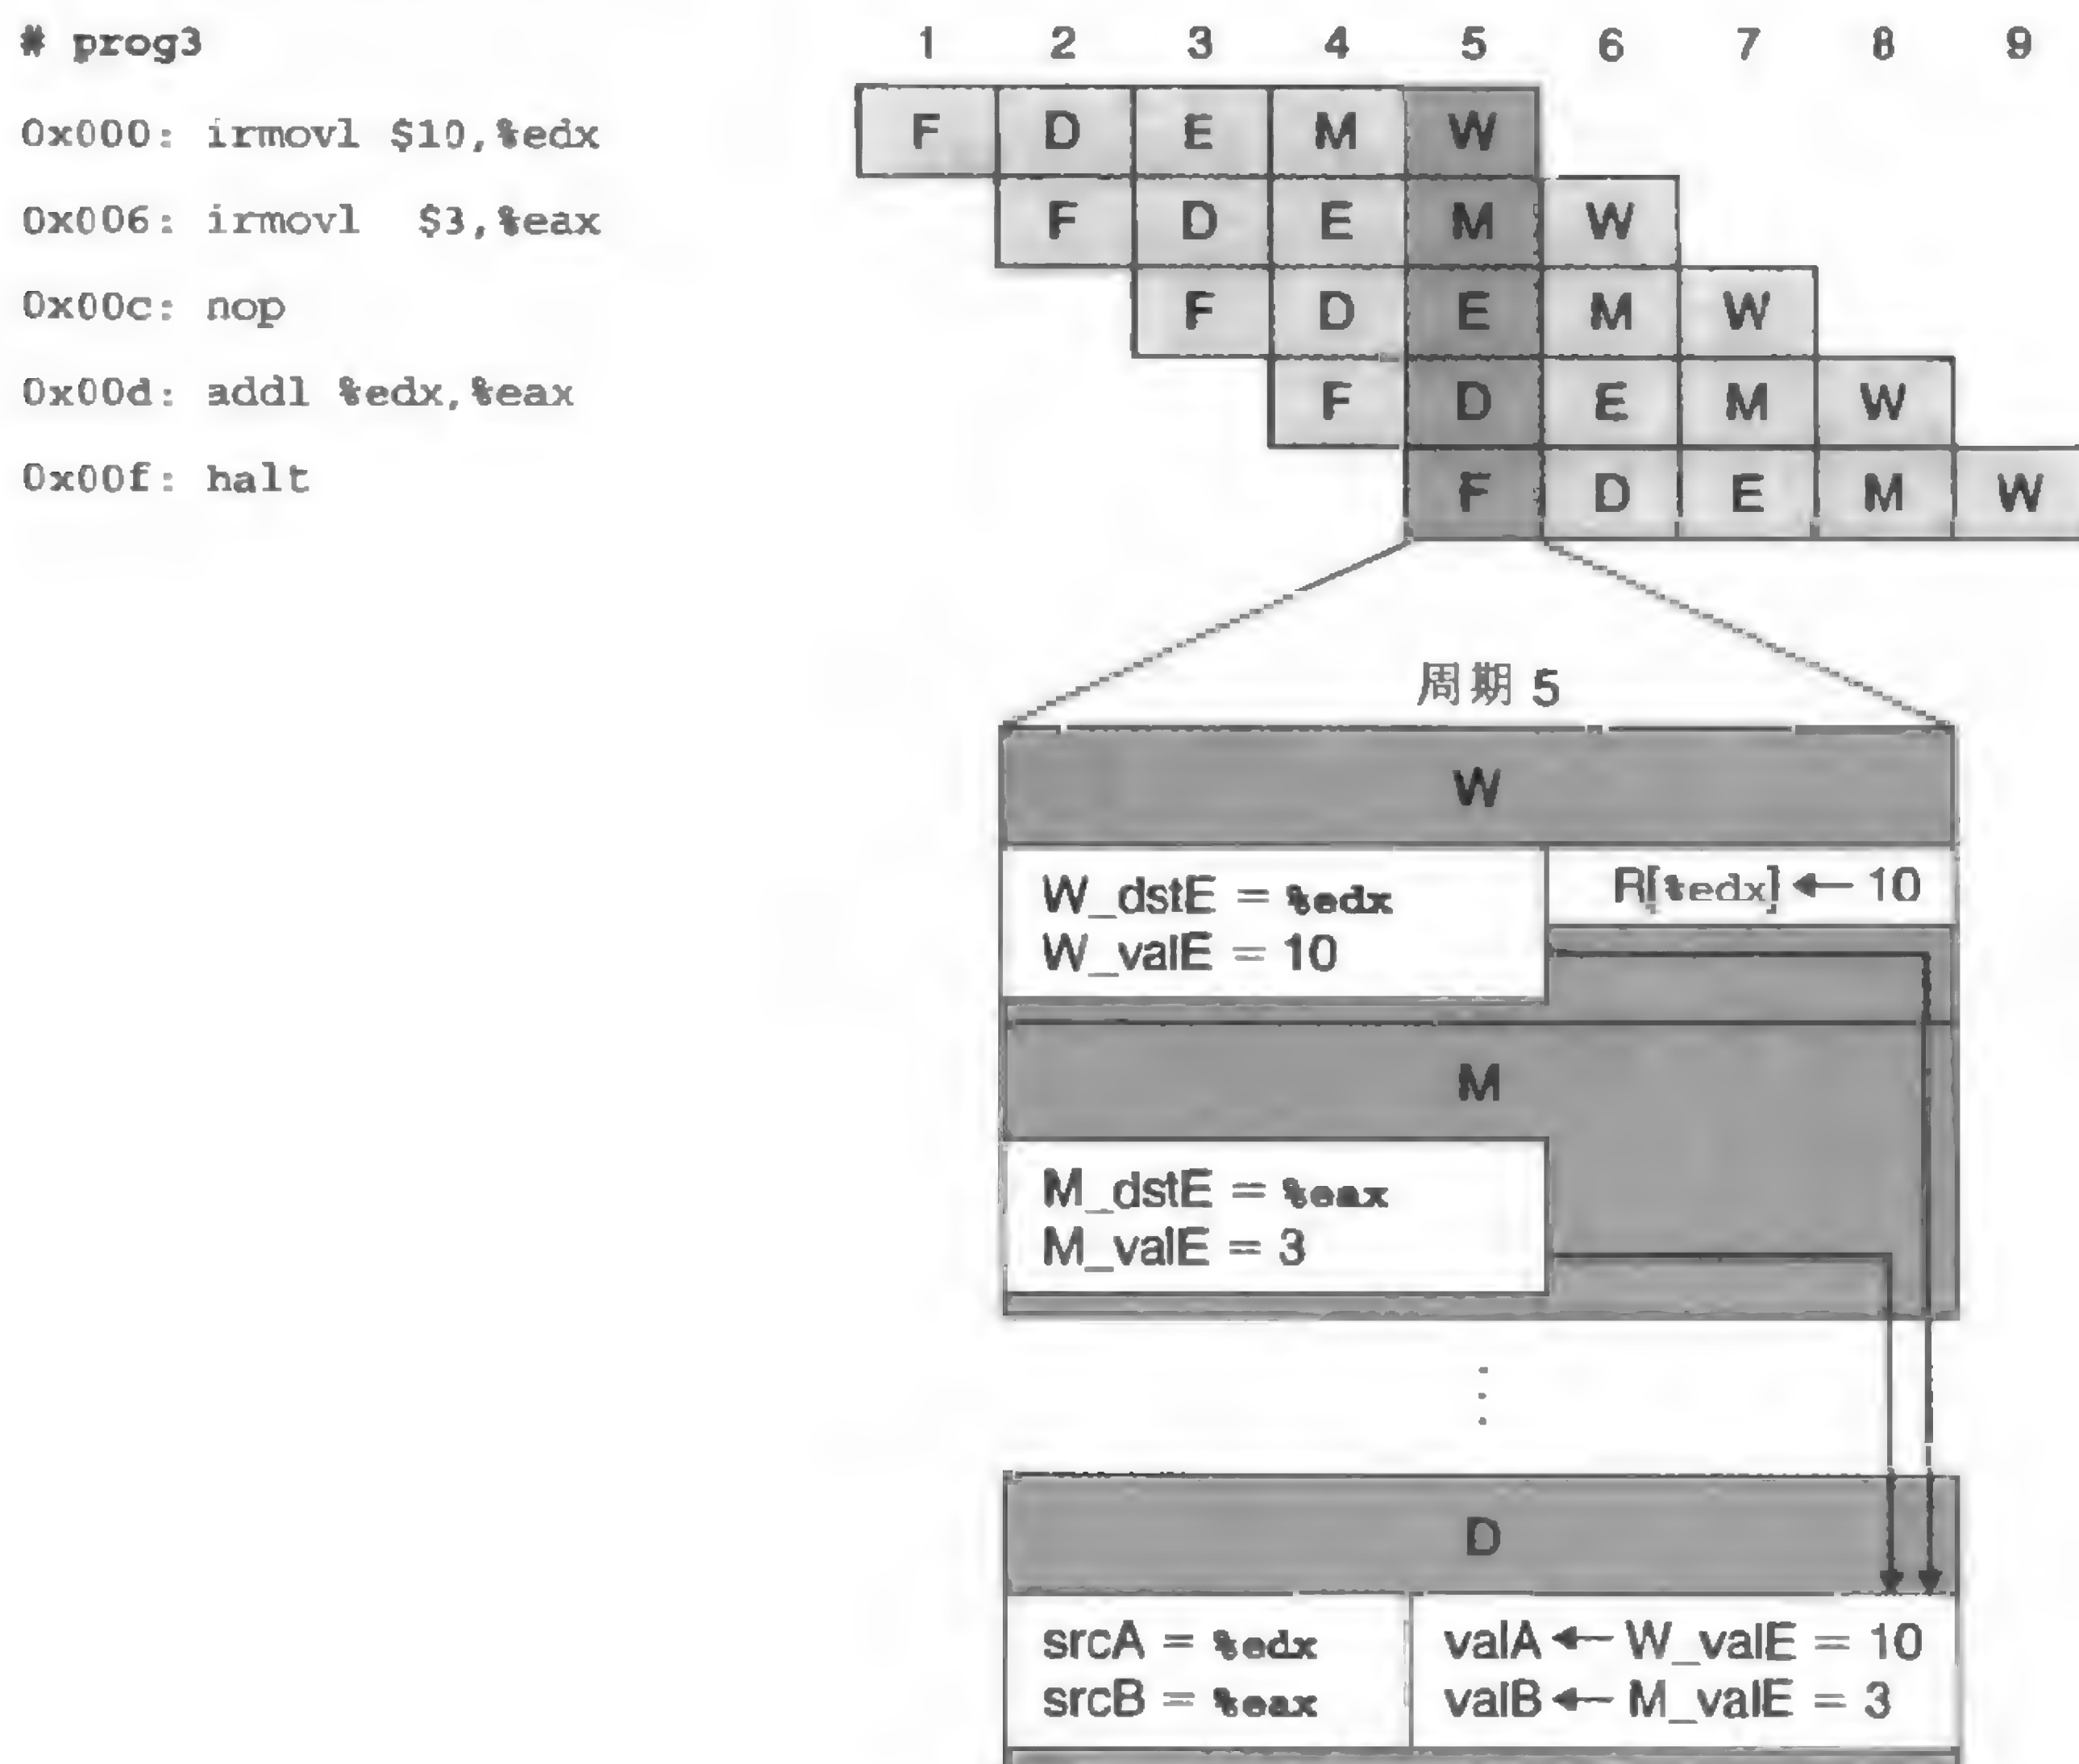 # prog3
1 2 3 4 5 6 7 8 9
0x000: irmovl $10,%edx F D E M W
0x006: irmovl $3,%eax F D E M W
0x00c: nop F D E M W
0x00d: addl %edx,%eax F D E M W
0x00f: halt F D E M W
周期 5
W
W_dstE = %edx R[%edx] ← 10
W_valE = 10
M
M_dstE = %eax
M_valE = 3
⋮
D
srcA = %edx valA ← W_valE = 10
srcB = %eax valB ← M_valE = 3